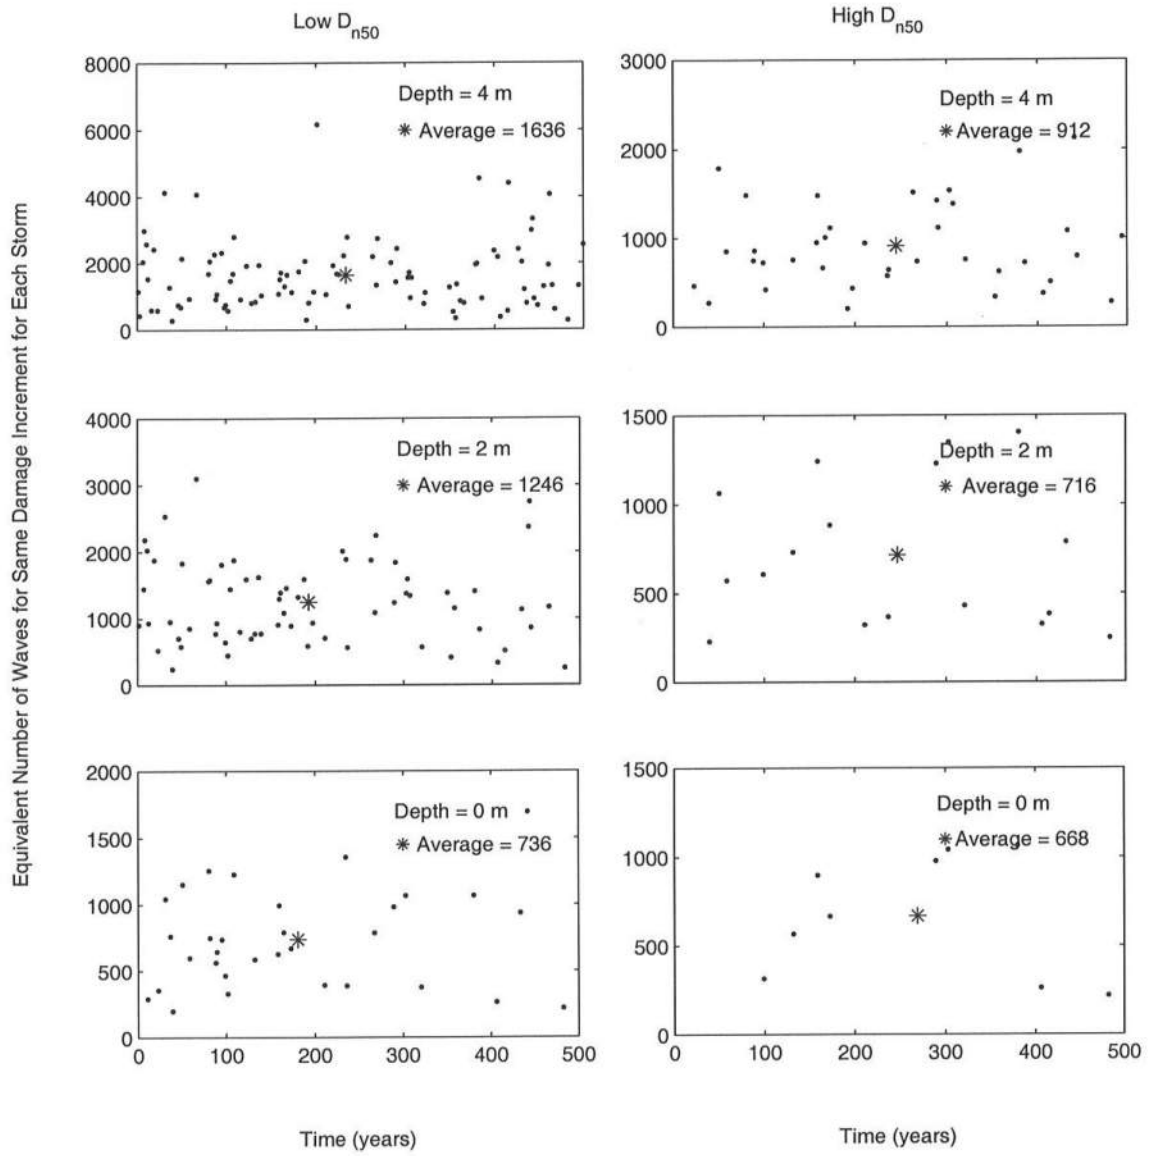 Low Dn50
High Dn50
Equivalent Number of Waves for Same Damage Increment for Each Storm
8000
6000
4000
2000
0
Depth = 4 m
✳ Average = 1636
3000
2000
1000
0
Depth = 4 m
✳ Average = 912
4000
3000
2000
1000
0
Depth = 2 m
✳ Average = 1246
1500
1000
500
0
Depth = 2 m
✳ Average = 716
2000
1500
1000
500
0
Depth = 0 m
✳ Average = 736
0 100 200 300 400 500
Time (years)
1500
1000
500
0
Depth = 0 m
✳ Average = 668
0 100 200 300 400 500
Time (years)